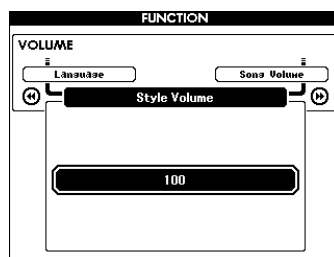 FUNCTION
VOLUME
Language
Song Volume
Style Volume
100